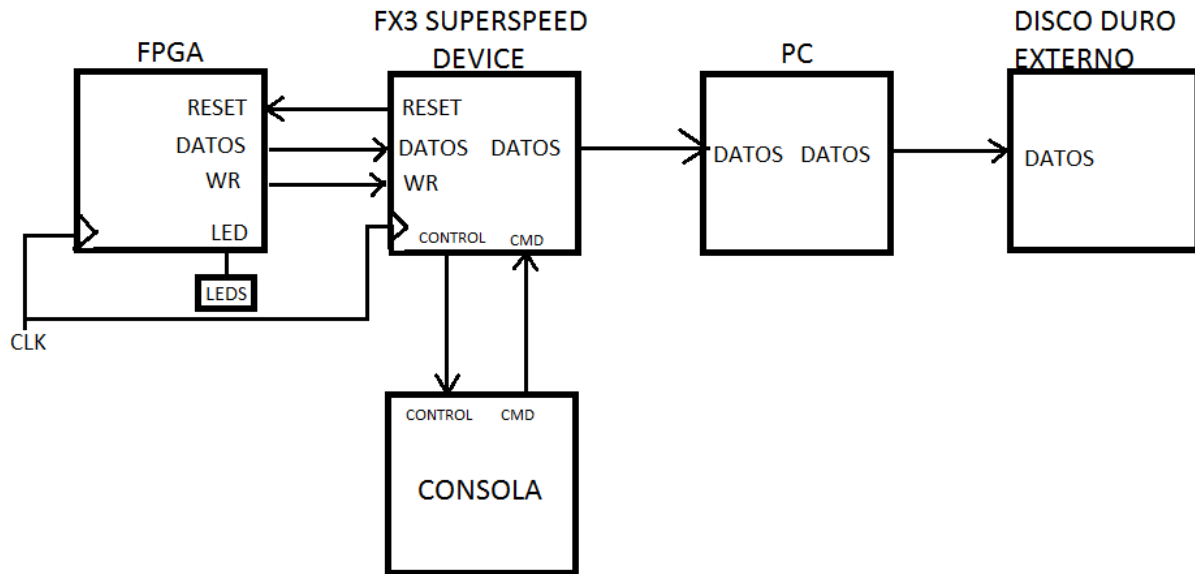 FX3 SUPERSPEED
DEVICE
DISCO DURO
EXTERNO
FPGA
PC
RESET
DATOS
WR
LED
LEDS
CLK
RESET
DATOS DATOS
WR
CONTROL CMD
DATOS DATOS
DATOS
CONTROL CMD
CONSOLA